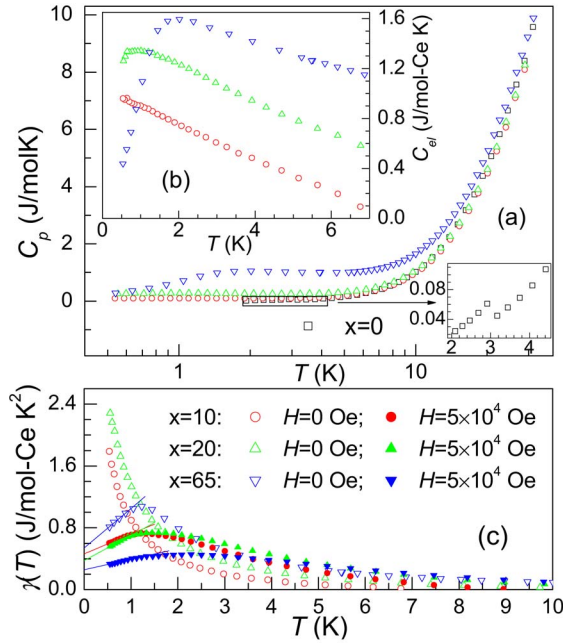 10
8
6
4
2
0
C_p (J/molK)
(b)
0
2
4
6
T (K)
1.6
1.2
0.8
0.4
0.0
C_el (J/mol-Ce K)
(a)
x=0
0.08
0.04
2
3
4
1
10
T (K)
2.4
1.6
0.8
0.0
γ(T) (J/mol-Ce K²)
x=10: H=0 Oe; H=5×10⁴ Oe
x=20: H=0 Oe; H=5×10⁴ Oe
x=65: H=0 Oe; H=5×10⁴ Oe
(c)
0 1 2 3 4 5 6 7 8 9 10
T (K)